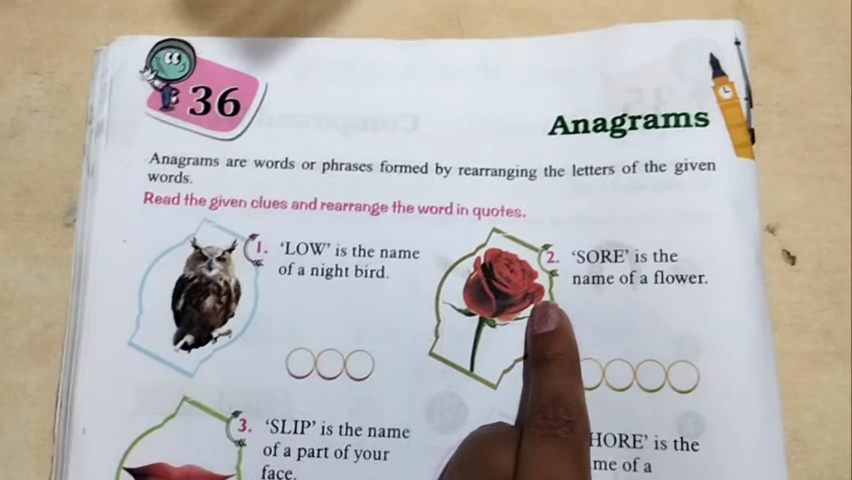 36
Anagrams
Anagrams are words or phrases formed by rearranging the letters of the given
words.
Read the given clues and rearrange the word in quotes.
1. ‘LOW’ is the name
of a night bird.
2. ‘SORE’ is the
name of a flower.
3. ‘SLIP’ is the name
of a part of your
face.
HORE’ is the
me of a